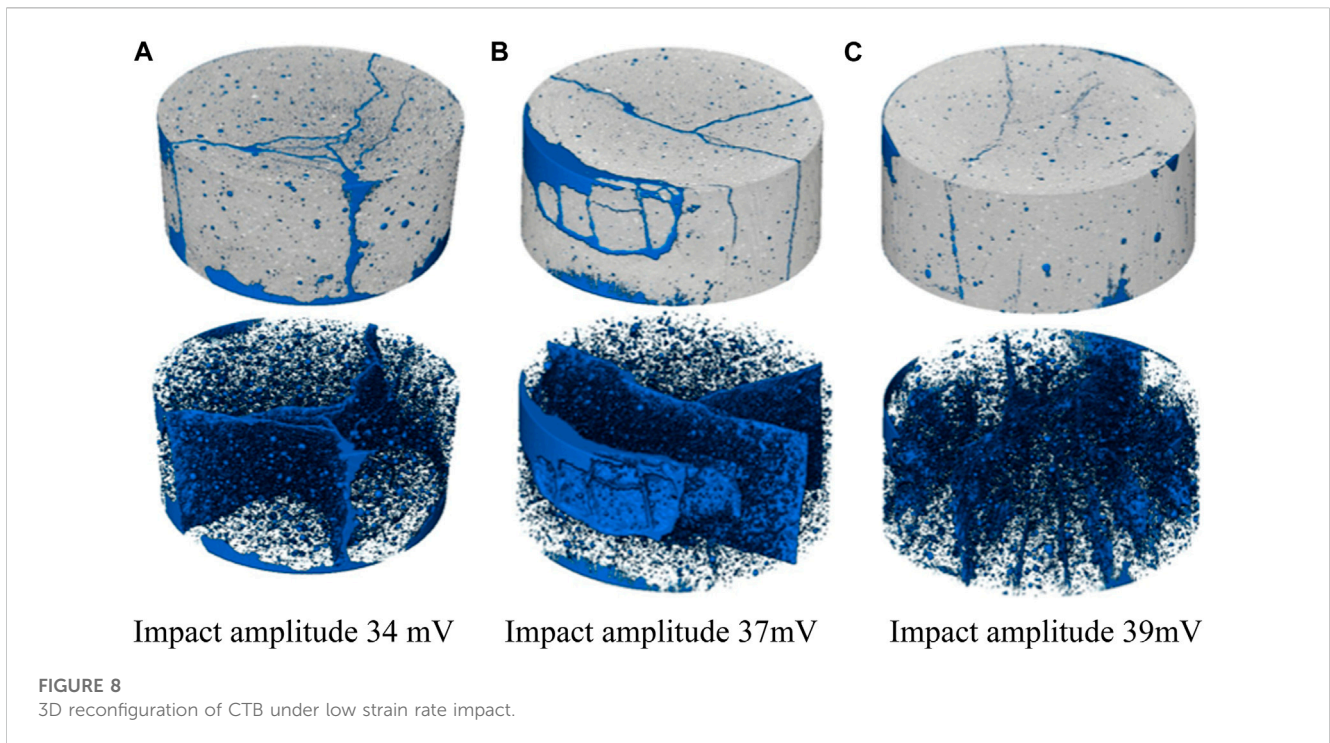 A
B
C
Impact amplitude 34 mV
Impact amplitude 37mV
Impact amplitude 39mV
FIGURE 8
3D reconfiguration of CTB under low strain rate impact.